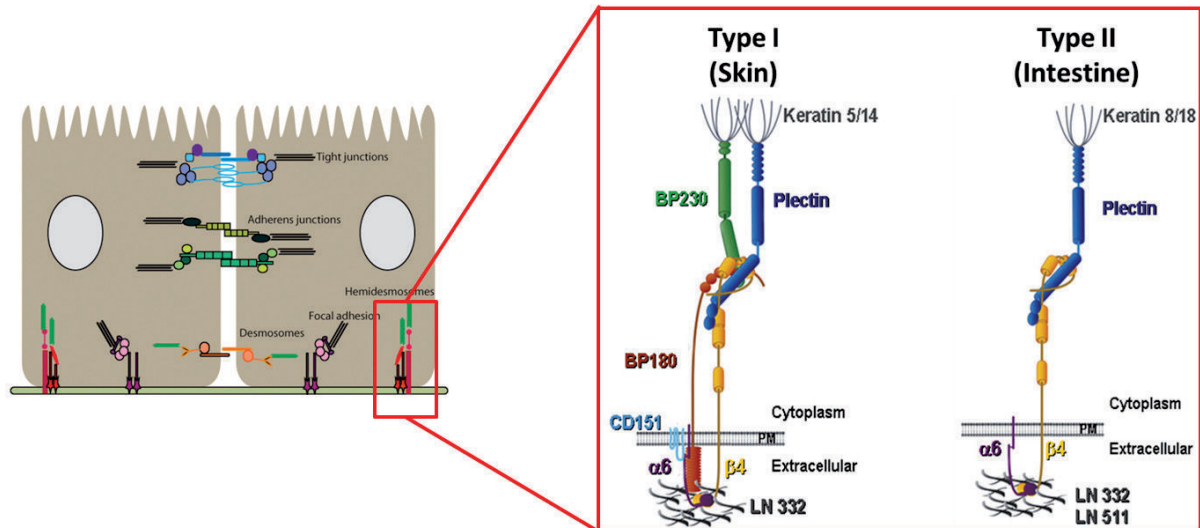 Tight junctions
Adherens junctions
Hemidesmosomes
Focal adhesion
Desmosomes
Type I
(Skin)
Keratin 5/14
BP230
Plectin
BP180
CD151
Cytoplasm
PM
Extracellular
α6
β4
LN 332
Type II
(Intestine)
Keratin 8/18
Plectin
Cytoplasm
PM
Extracellular
α6
β4
LN 332
LN 511